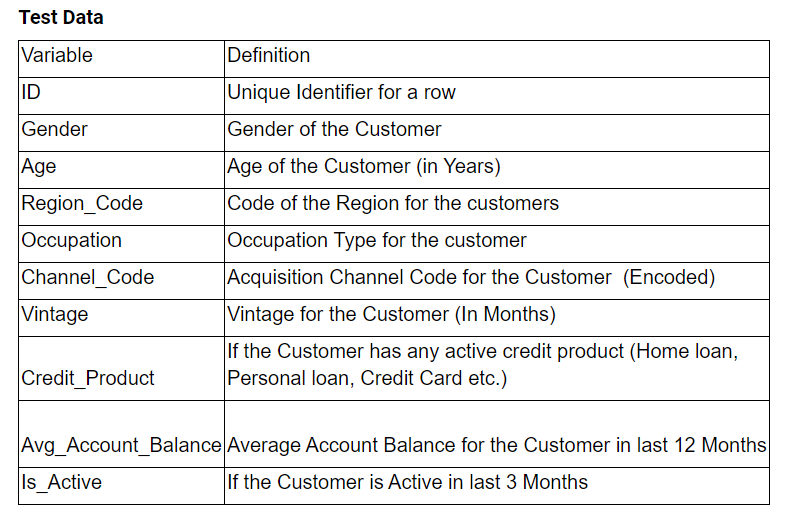 Test Data
Variable Definition
ID Unique Identifier for a row
Gender Gender of the Customer
Age Age of the Customer (in Years)
Region_Code Code of the Region for the customers
Occupation Occupation Type for the customer
Channel_Code Acquisition Channel Code for the Customer  (Encoded)
Vintage Vintage for the Customer (In Months)
If the Customer has any active credit product (Home loan,
Credit_Product Personal loan, Credit Card etc.)
Avg_Account_Balance Average Account Balance for the Customer in last 12 Months
Is_Active If the Customer is Active in last 3 Months